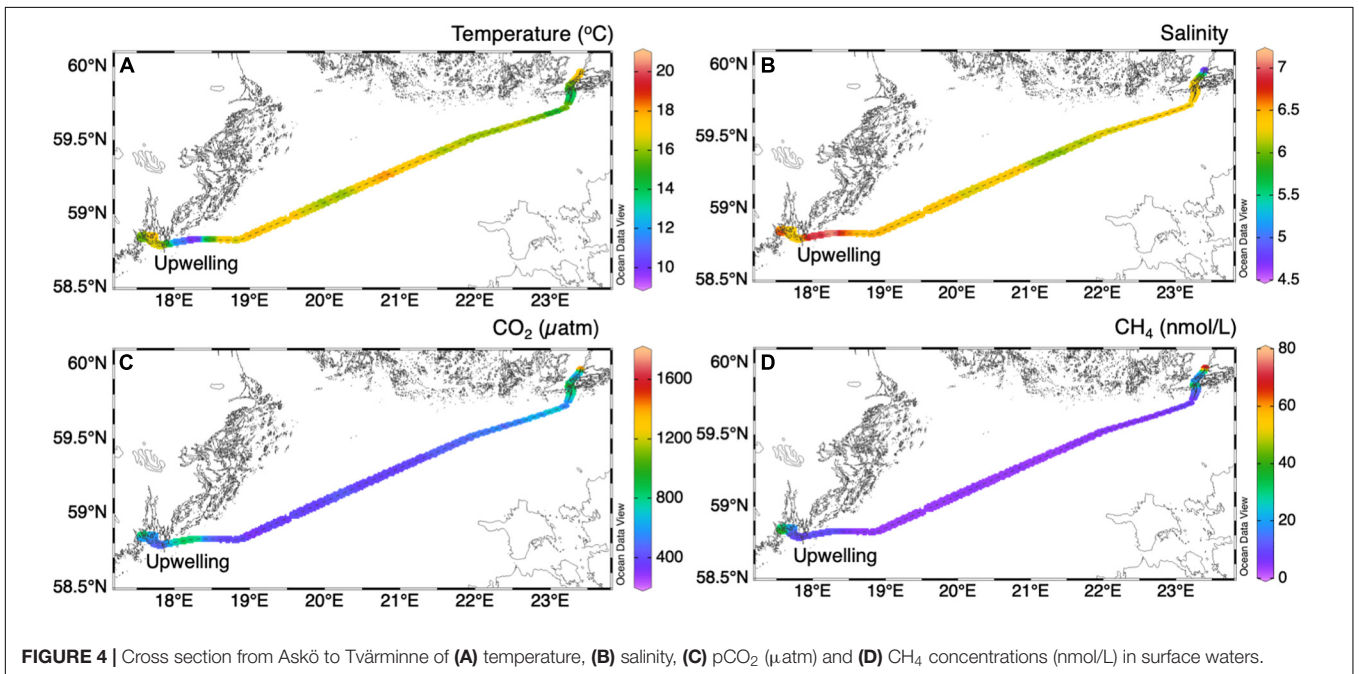 Temperature (°C)
A
60°N
59.5°N
59°N
58.5°N
18°E 19°E 20°E 21°E 22°E 23°E
Upwelling
20
18
16
14
12
10
Ocean Data View
Salinity
B
60°N
59.5°N
59°N
58.5°N
18°E 19°E 20°E 21°E 22°E 23°E
Upwelling
7
6.5
6
5.5
5
4.5
Ocean Data View
CO₂ (µatm)
C
60°N
59.5°N
59°N
58.5°N
18°E 19°E 20°E 21°E 22°E 23°E
Upwelling
1600
1200
800
400
Ocean Data View
CH₄ (nmol/L)
D
60°N
59.5°N
59°N
58.5°N
18°E 19°E 20°E 21°E 22°E 23°E
Upwelling
80
60
40
20
0
Ocean Data View
FIGURE 4 | Cross section from Askö to Tvärminne of (A) temperature, (B) salinity, (C) pCO₂ (µatm) and (D) CH₄ concentrations (nmol/L) in surface waters.